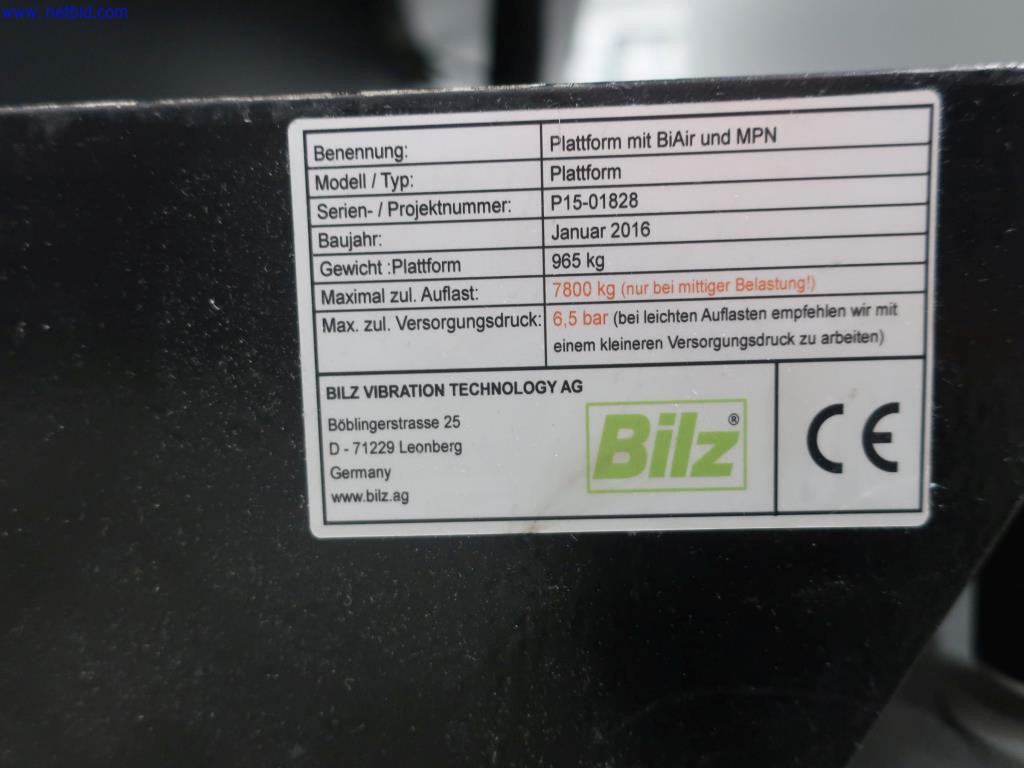 www.netbid.com
Benennung: Plattform mit BiAir und MPN
Modell / Typ: Plattform
Serien- / Projektnummer: P15-01828
Baujahr: Januar 2016
Gewicht :Plattform 965 kg
Maximal zul. Auflast: 7800 kg (nur bei mittiger Belastung!)
Max. zul. Versorgungsdruck: 6,5 bar (bei leichten Auflasten empfehlen wir mit
einem kleineren Versorgungsdruck zu arbeiten)
BILZ VIBRATION TECHNOLOGY AG
Böblingerstrasse 25
D - 71229 Leonberg
Germany
www.bilz.ag
Bilz®
CE